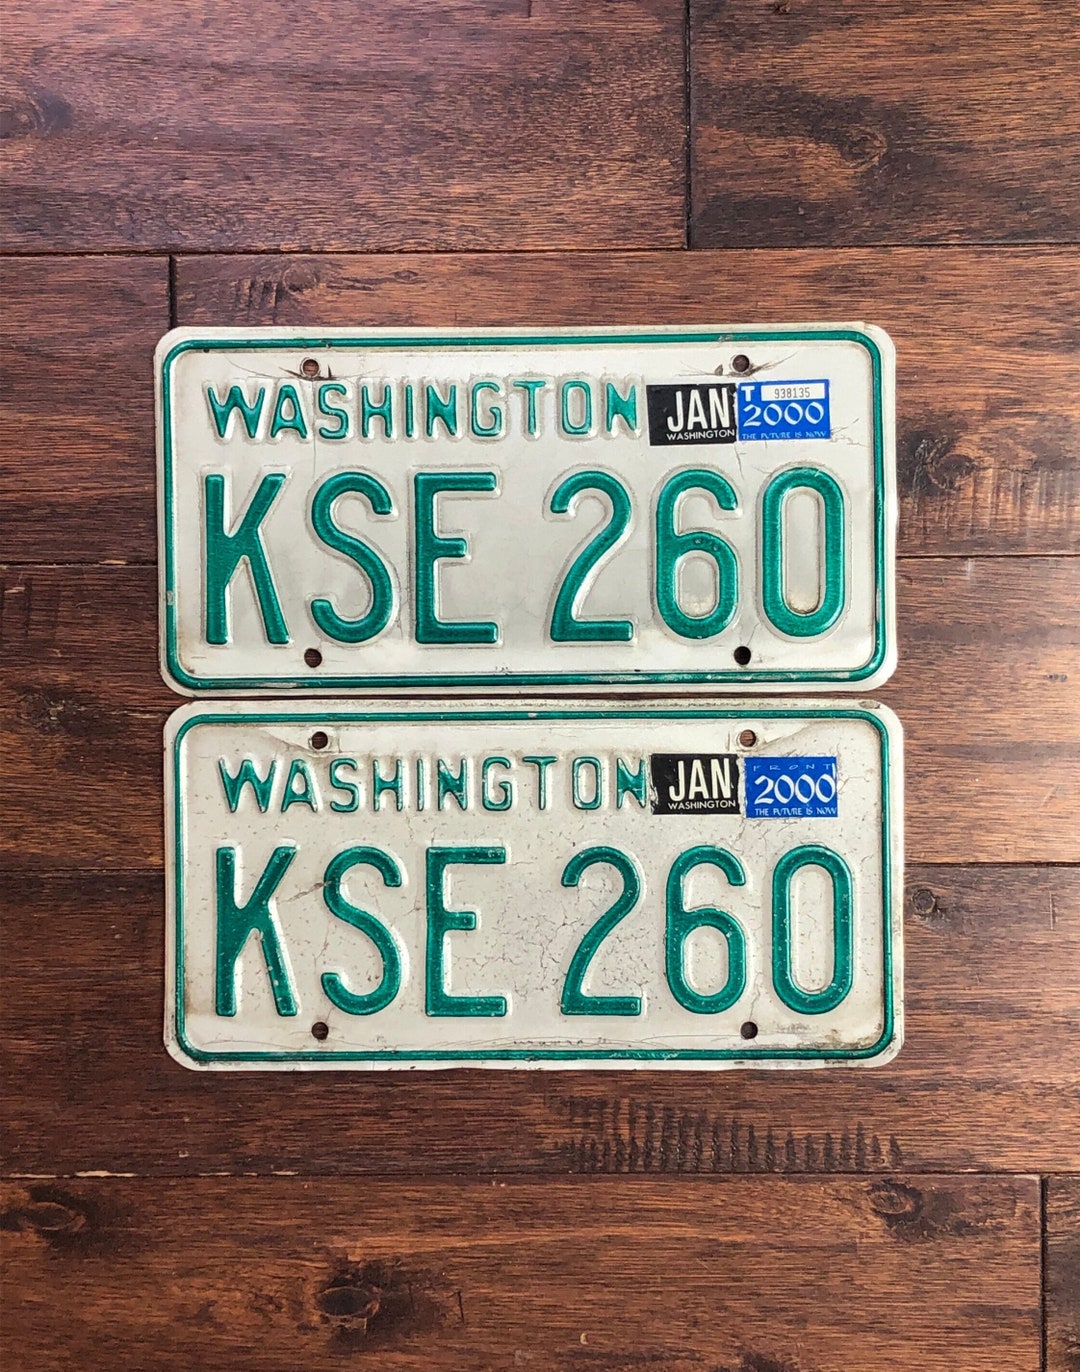 WASHINGTON JAN WASHINGTON T 938135 2000 THE FUTURE IS NOW
KSE 260
WASHINGTON JAN WASHINGTON FRONT 2000 THE FUTURE IS NOW
KSE 260